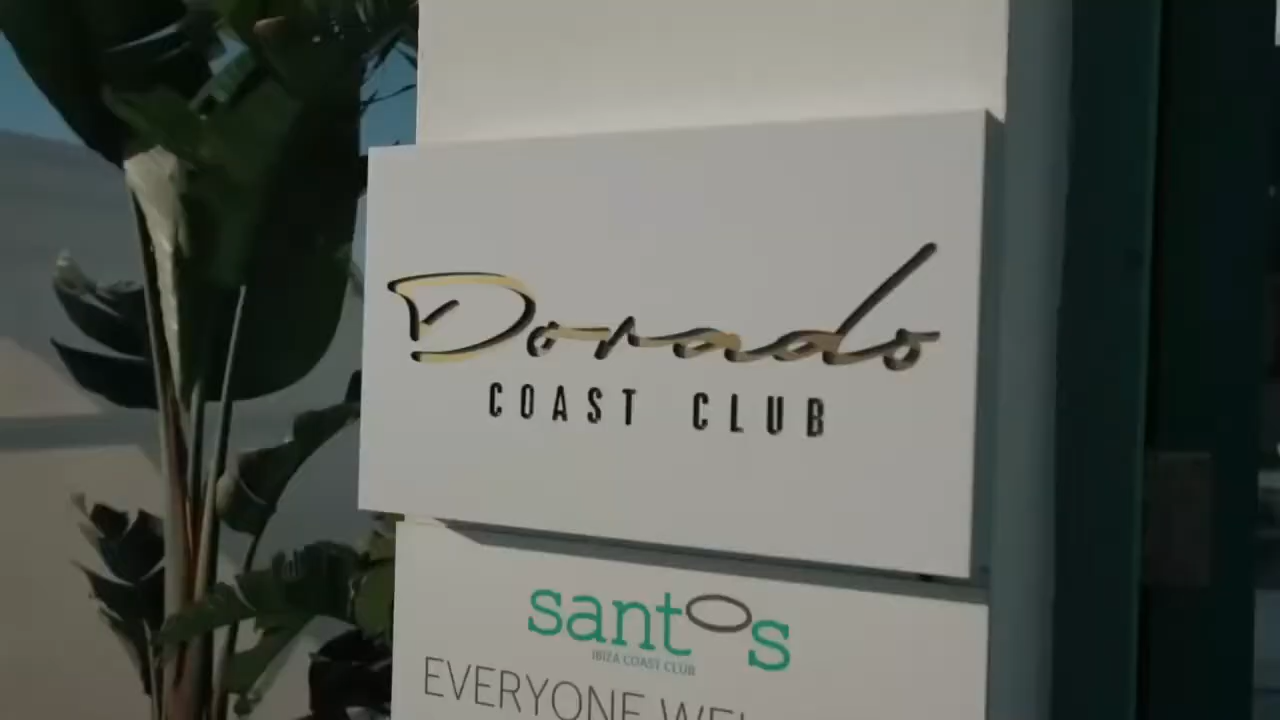 Dorado
COAST CLUB
santos
IBIZA COAST CLUB
EVERYONE